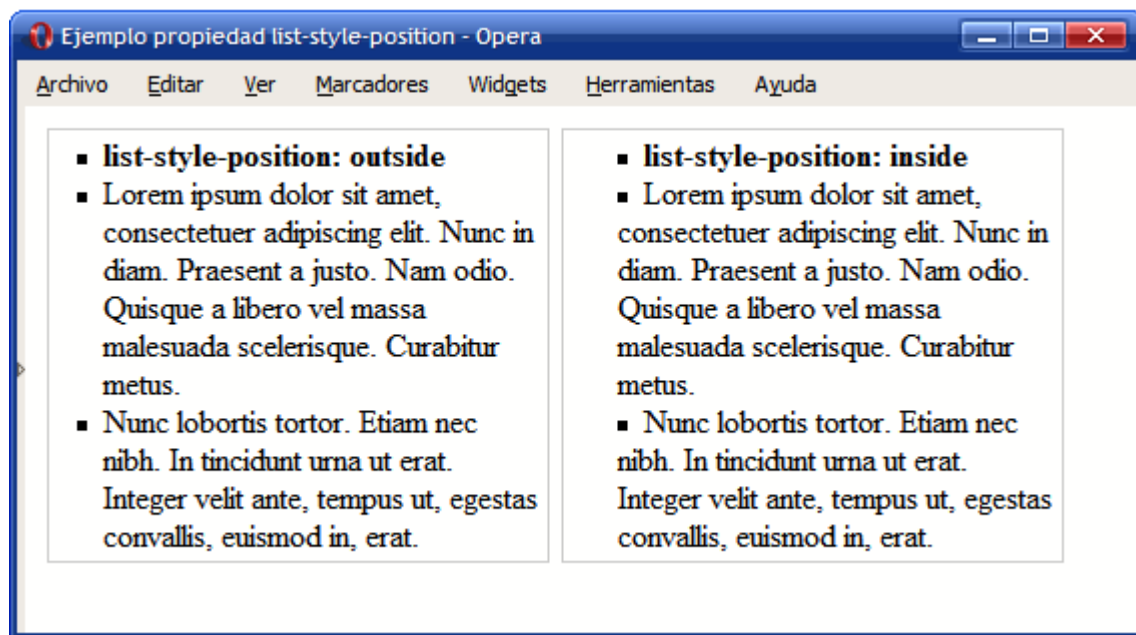 Ejemplo propiedad list-style-position - Opera
Archivo Editar Ver Marcadores Widgets Herramientas Ayuda
list-style-position: outside
Lorem ipsum dolor sit amet,
consectetuer adipiscing elit. Nunc in
diam. Praesent a justo. Nam odio.
Quisque a libero vel massa
malesuada scelerisque. Curabitur
metus.
Nunc lobortis tortor. Etiam nec
nibh. In tincidunt urna ut erat.
Integer velit ante, tempus ut, egestas
convallis, euismod in, erat.
list-style-position: inside
Lorem ipsum dolor sit amet,
consectetuer adipiscing elit. Nunc in
diam. Praesent a justo. Nam odio.
Quisque a libero vel massa
malesuada scelerisque. Curabitur
metus.
Nunc lobortis tortor. Etiam nec
nibh. In tincidunt urna ut erat.
Integer velit ante, tempus ut, egestas
convallis, euismod in, erat.